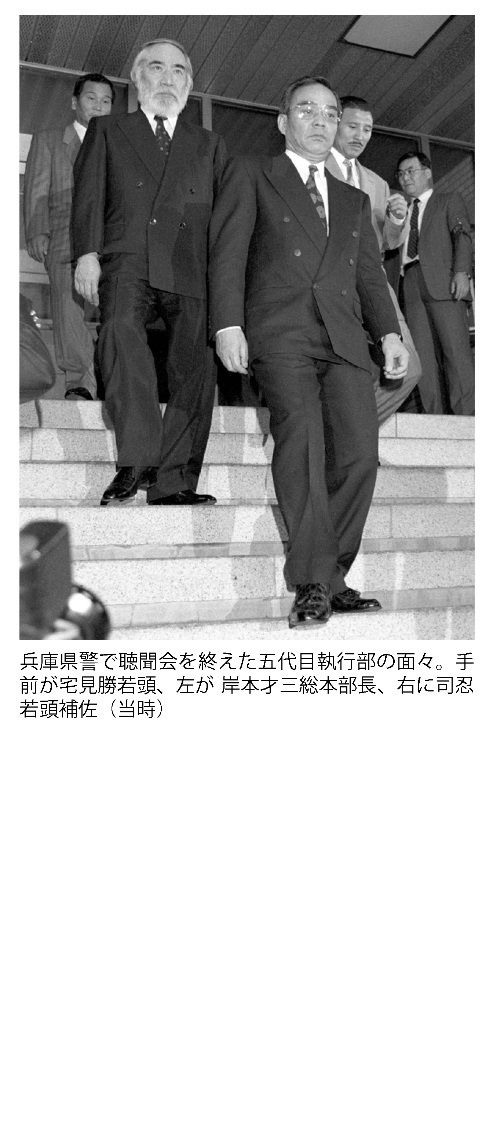 兵庫県警で聴聞会を終えた五代目執行部の面々。手
前が宅見勝若頭、左が 岸本才三総本部長、右に司忍
若頭補佐（当時）